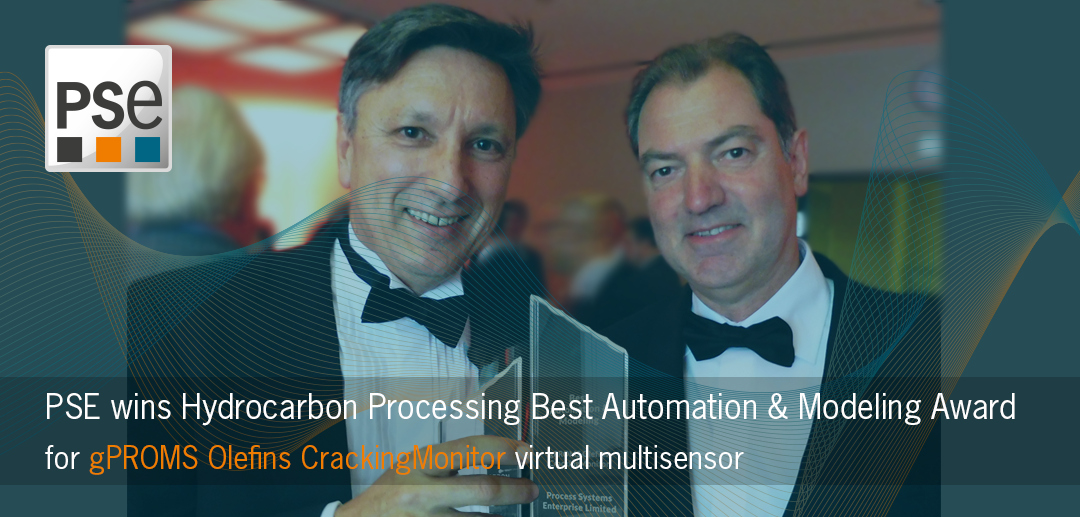 PSe
PSE wins Hydrocarbon Processing Best Automation & Modeling Award
for gPROMS Olefins CrackingMonitor virtual multisensor
Process Systems
Enterprise Limited